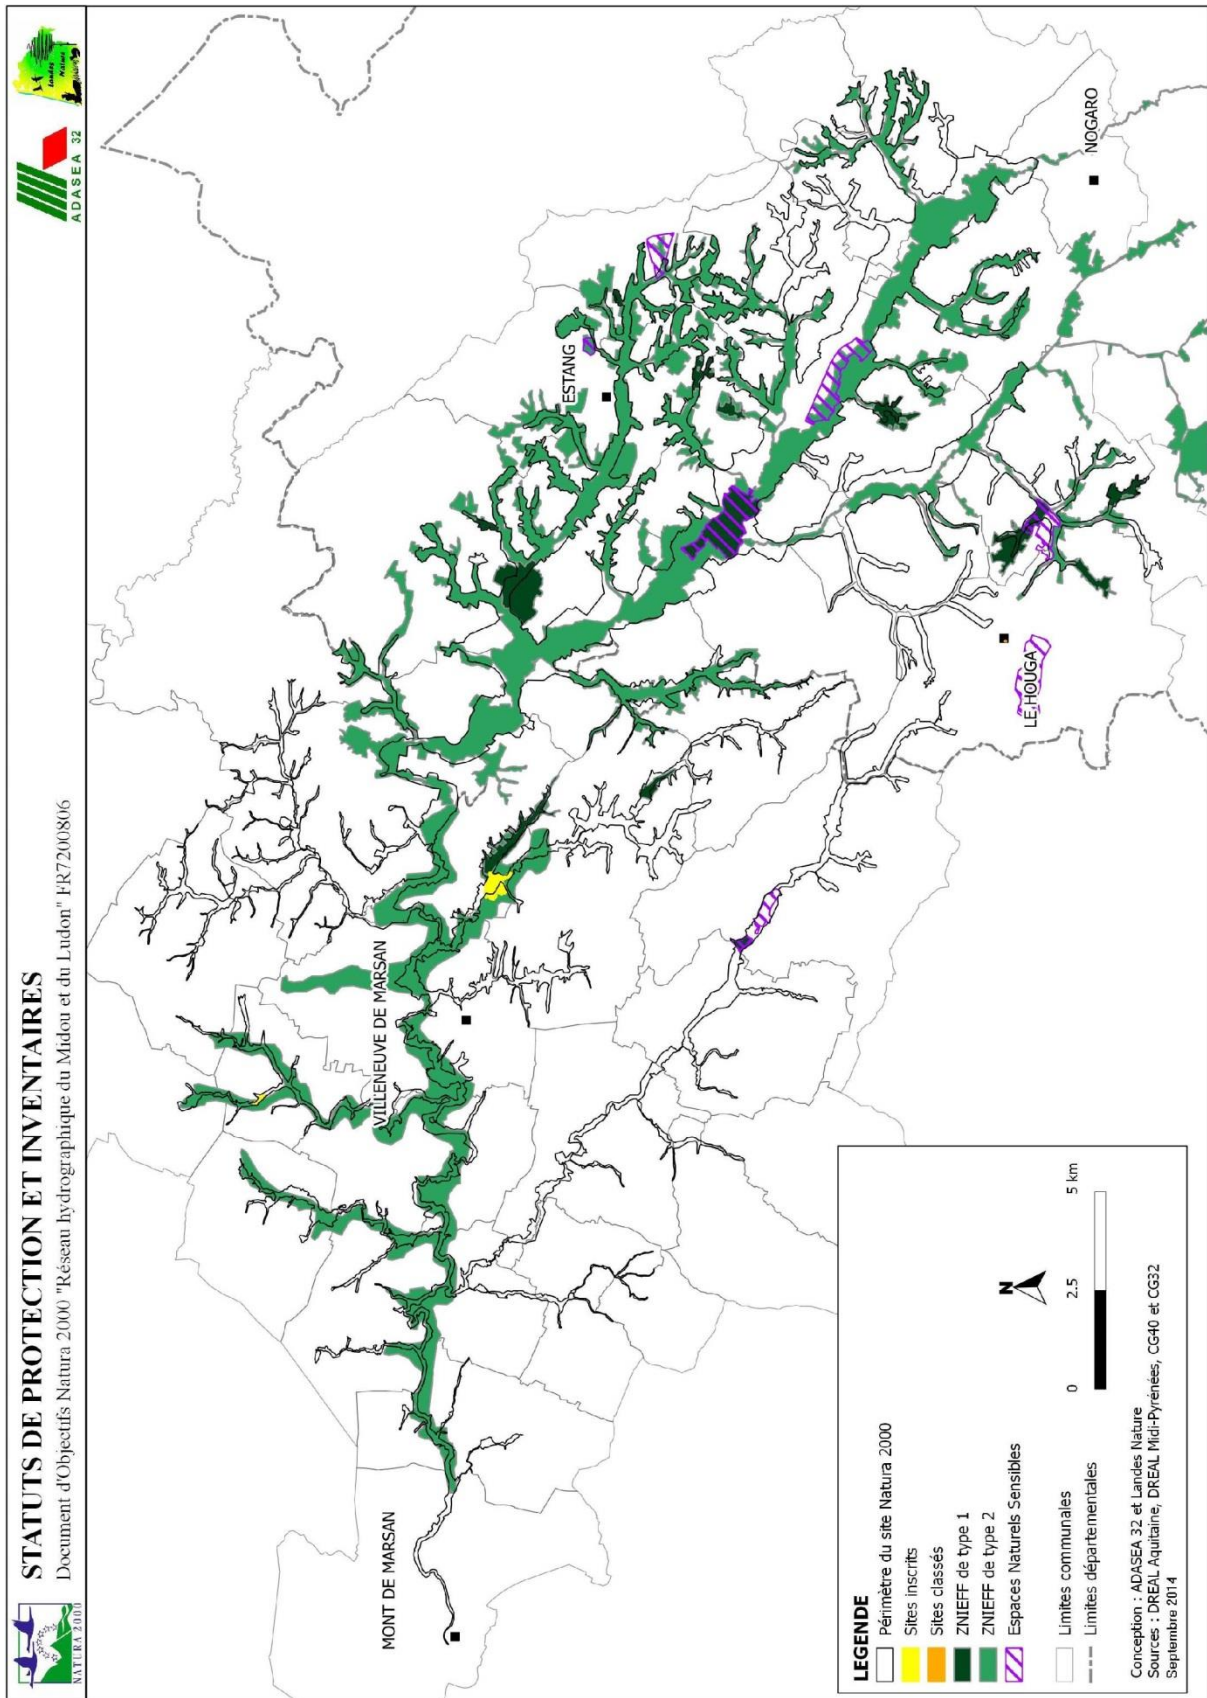 STATUTS DE PROTECTION ET INVENTAIRES
Document d'Objectifs Natura 2000 "Réseau hydrographique du Midou et du Ludon" FR7200806
NATURA 2000
ADASEA 32
Landes
Nature
MONT DE MARSAN
VILLENEUVE DE MARSAN
ESTANG
NOGARO
LE HOUGA
LEGENDE
Périmètre du site Natura 2000
Sites inscrits
Sites classés
ZNIEFF de type 1
ZNIEFF de type 2
Espaces Naturels Sensibles
Limites communales
Limites départementales
N
0 2.5 5 km
Conception : ADASEA 32 et Landes Nature
Sources : DREAL Aquitaine, DREAL Midi-Pyrénées, CG40 et CG32
Septembre 2014